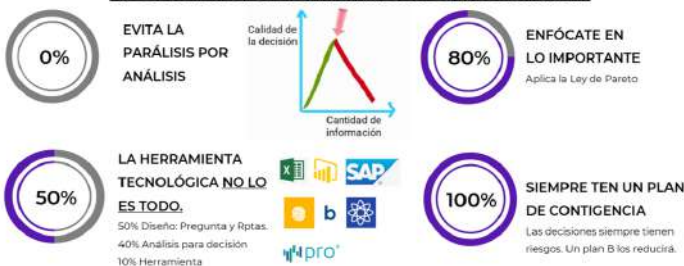 0%
EVITA LA
PARÁLISIS POR
ANÁLISIS
Calidad de
la decisión
Cantidad de
información
80%
ENFÓCATE EN
LO IMPORTANTE
Aplica la Ley de Pareto
50%
LA HERRAMIENTA
TECNOLÓGICA NO LO
ES TODO.
50% Diseño: Pregunta y Rptas.
40% Análisis para decisión
10% Herramienta
SAP
b
pro
100%
SIEMPRE TEN UN PLAN
DE CONTIGENCIA
Las decisiones siempre tienen
riesgos. Un plan B los reducirá.